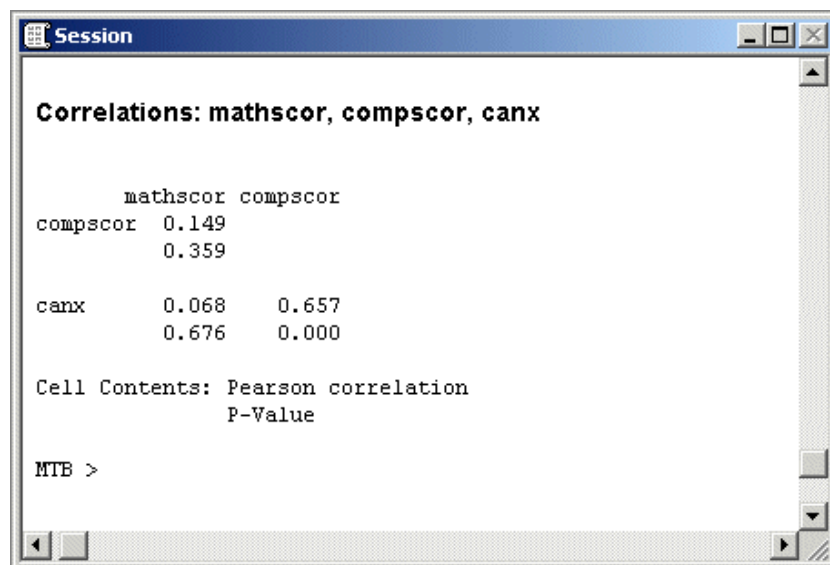 Session
Correlations: mathscor, compscor, canx
mathscor compscor
compscor 0.149
0.359
canx 0.068 0.657
0.676 0.000
Cell Contents: Pearson correlation
P-Value
MTB >